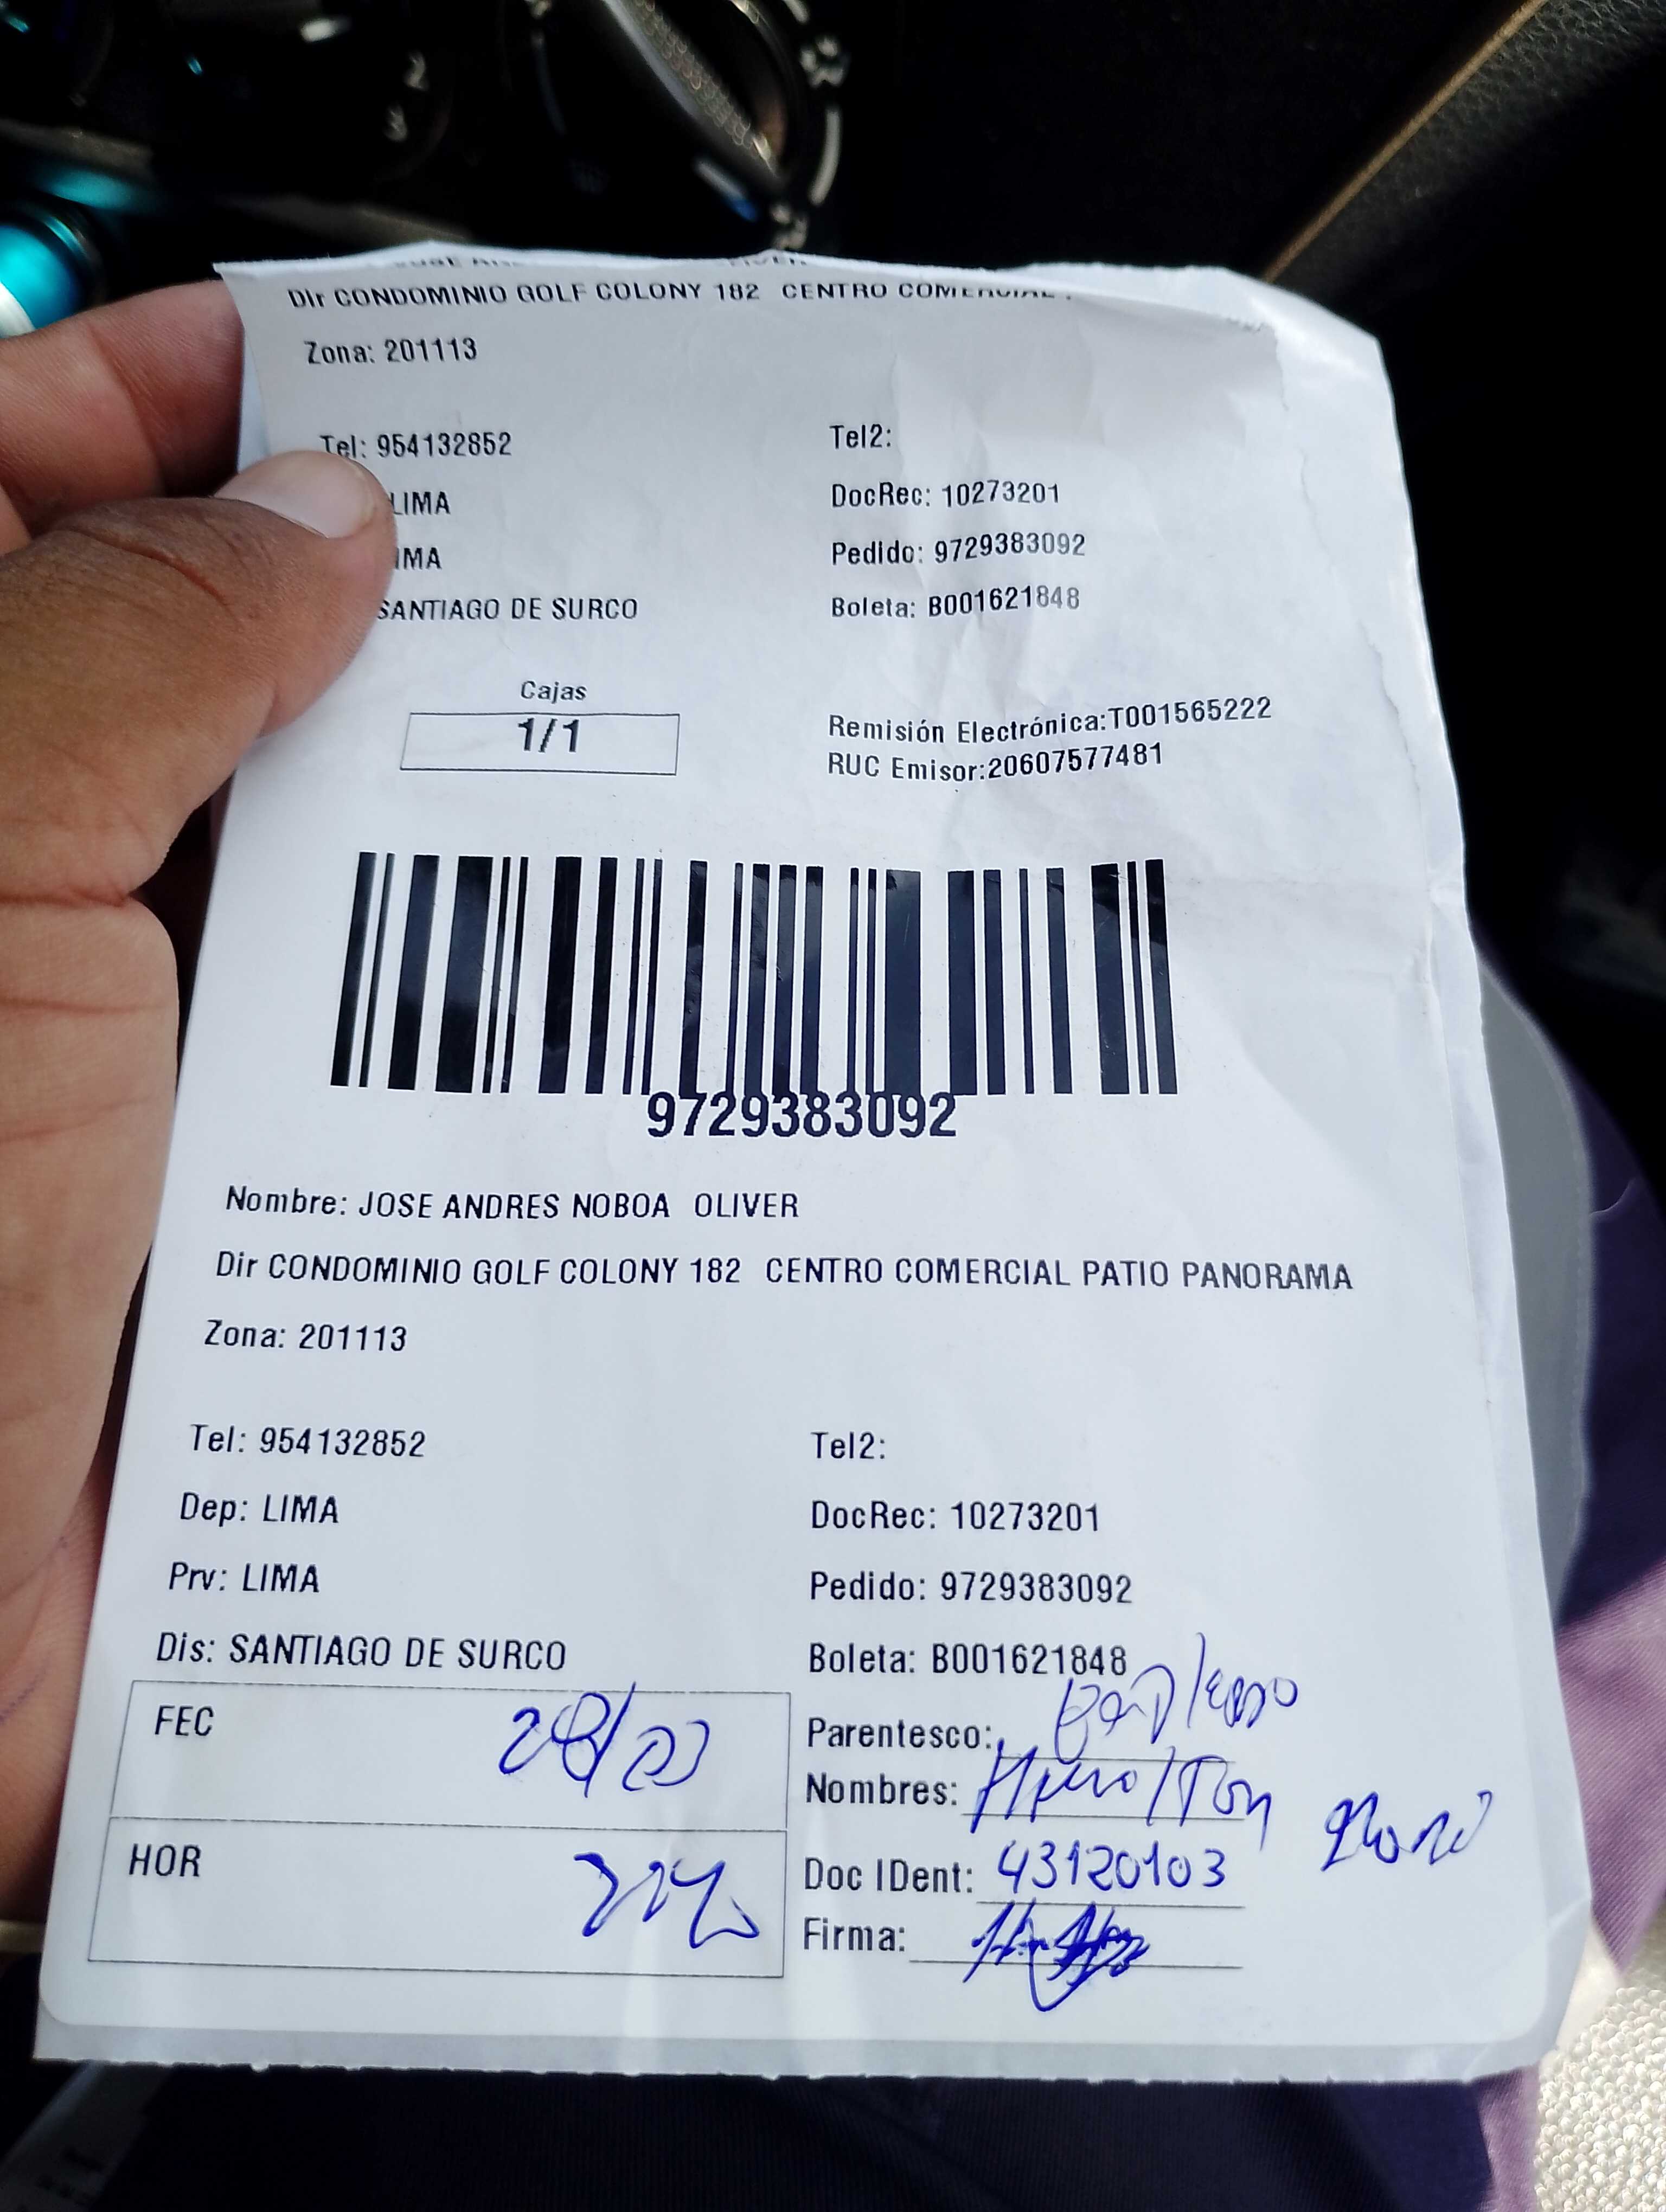 Dir CONDOMINIO GOLF COLONY 182 CENTRO COMERCIAL
Zona: 201113
Tel: 954132852 Tel2:
LIMA DocRec: 10273201
IMA Pedido: 9729383092
SANTIAGO DE SURCO Boleta: B001621848
Cajas
1/1
Remisión Electrónica:T001565222
RUC Emisor:20607577481
9729383092
Nombre: JOSE ANDRES NOBOA OLIVER
Dir CONDOMINIO GOLF COLONY 182 CENTRO COMERCIAL PATIO PANORAMA
Zona: 201113
Tel: 954132852 Tel2:
Dep: LIMA DocRec: 10273201
Prv: LIMA Pedido: 9729383092
Dis: SANTIAGO DE SURCO Boleta: B001621848
FEC
Parentesco:
Nombres:
HOR
Doc IDent: 43120103
Firma: